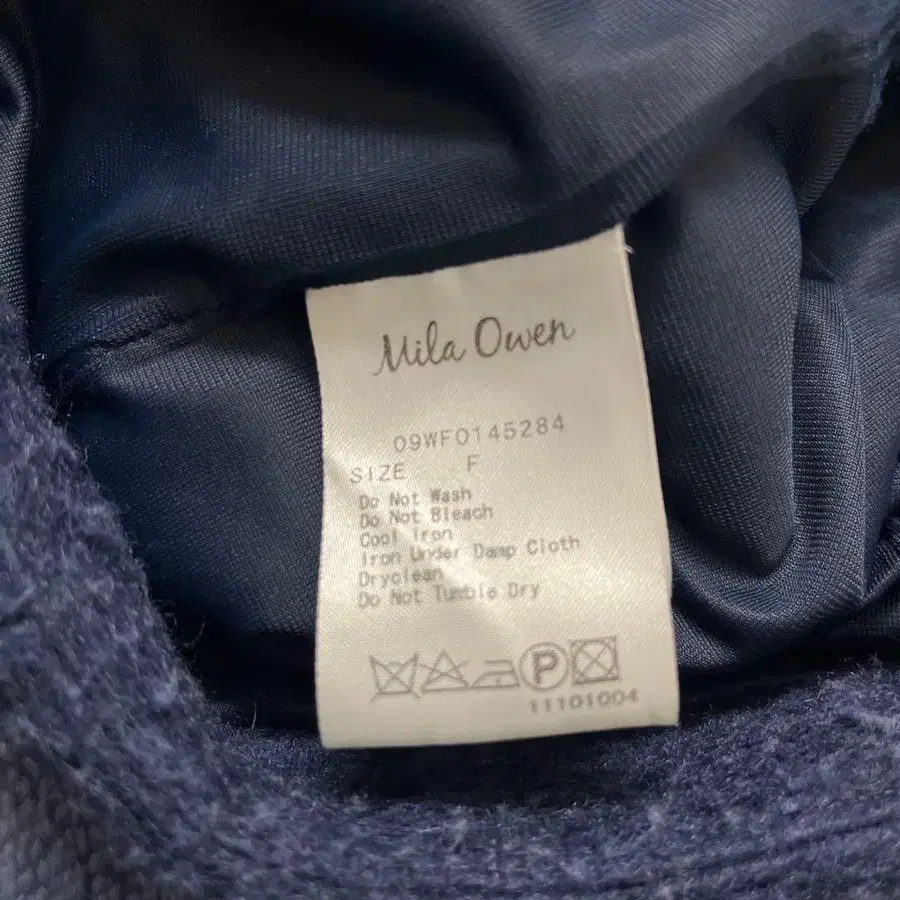 Mila Owen
09WFO145284
SIZE F
Do Not Wash
Do Not Bleach
Cool Iron
Iron Under Damp Cloth
Dryclean
Do Not Tumble Dry
P
11101004